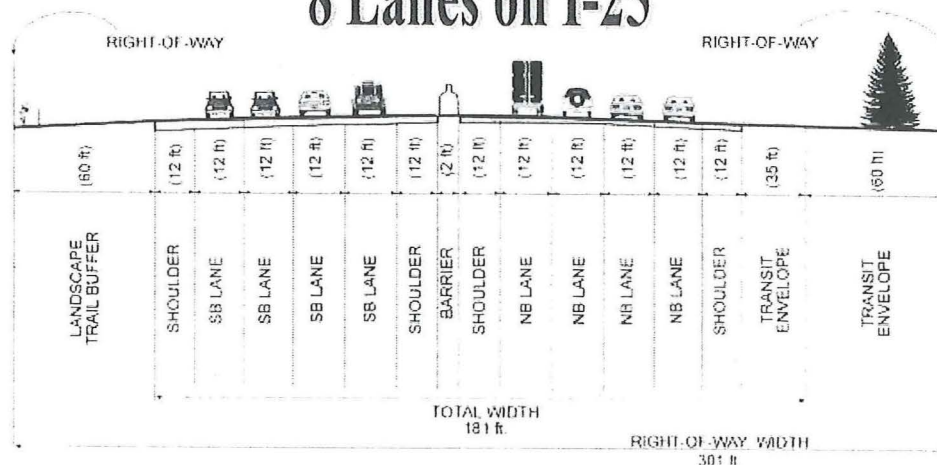 8 Lanes on I-25
RIGHT-OF-WAY
RIGHT-OF-WAY
(60 ft)
(12 ft)
(12 ft)
(12 ft)
(12 ft)
(12 ft)
(12 ft)
(2 ft)
(12 ft)
(12 ft)
(12 ft)
(12 ft)
(12 ft)
(12 ft)
(35 ft)
(60 ft)
LANDSCAPE
TRAIL BUFFER
SHOULDER
SB LANE
SB LANE
SB LANE
SB LANE
SHOULDER
BARRIER
SHOULDER
NB LANE
NB LANE
NB LANE
NB LANE
SHOULDER
TRANSIT
ENVELOPE
TRANSIT
ENVELOPE
TOTAL WIDTH
181 ft.
RIGHT-OF-WAY WIDTH
301 ft